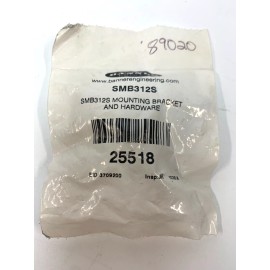 89020
BANNER
www.bannerengineering.com
SMB312S
SMB312S MOUNTING BRACKET
AND HARDWARE
25518